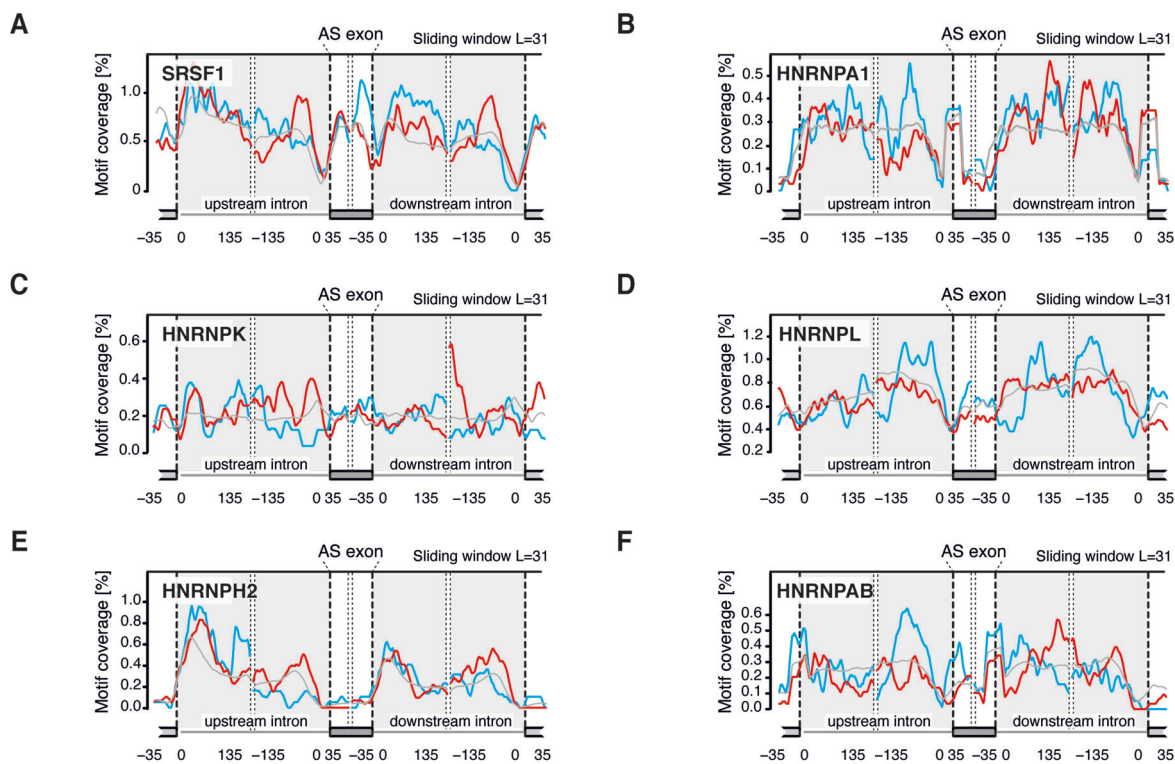 A
AS exon
Sliding window L=31
Motif coverage [%]
SRSF1
1.0
0.5
0
upstream intron
downstream intron
−35 0 135 −135 0 35 −35 0 135 −135 0 35
B
AS exon
Sliding window L=31
Motif coverage [%]
HNRNPA1
0.5
0.4
0.3
0.2
0.1
0
upstream intron
downstream intron
−35 0 135 −135 0 35 −35 0 135 −135 0 35
C
AS exon
Sliding window L=31
Motif coverage [%]
HNRNPK
0.6
0.4
0.2
0.0
upstream intron
downstream intron
−35 0 135 −135 0 35 −35 0 135 −135 0 35
D
AS exon
Sliding window L=31
Motif coverage [%]
HNRNPL
1.2
1.0
0.8
0.6
0.4
0.2
upstream intron
downstream intron
−35 0 135 −135 0 35 −35 0 135 −135 0 35
E
AS exon
Sliding window L=31
Motif coverage [%]
HNRNPH2
1.0
0.8
0.6
0.4
0.2
0.0
upstream intron
downstream intron
−35 0 135 −135 0 35 −35 0 135 −135 0 35
F
AS exon
Sliding window L=31
Motif coverage [%]
HNRNPAB
0.6
0.5
0.4
0.3
0.2
0.1
0.0
upstream intron
downstream intron
−35 0 135 −135 0 35 −35 0 135 −135 0 35